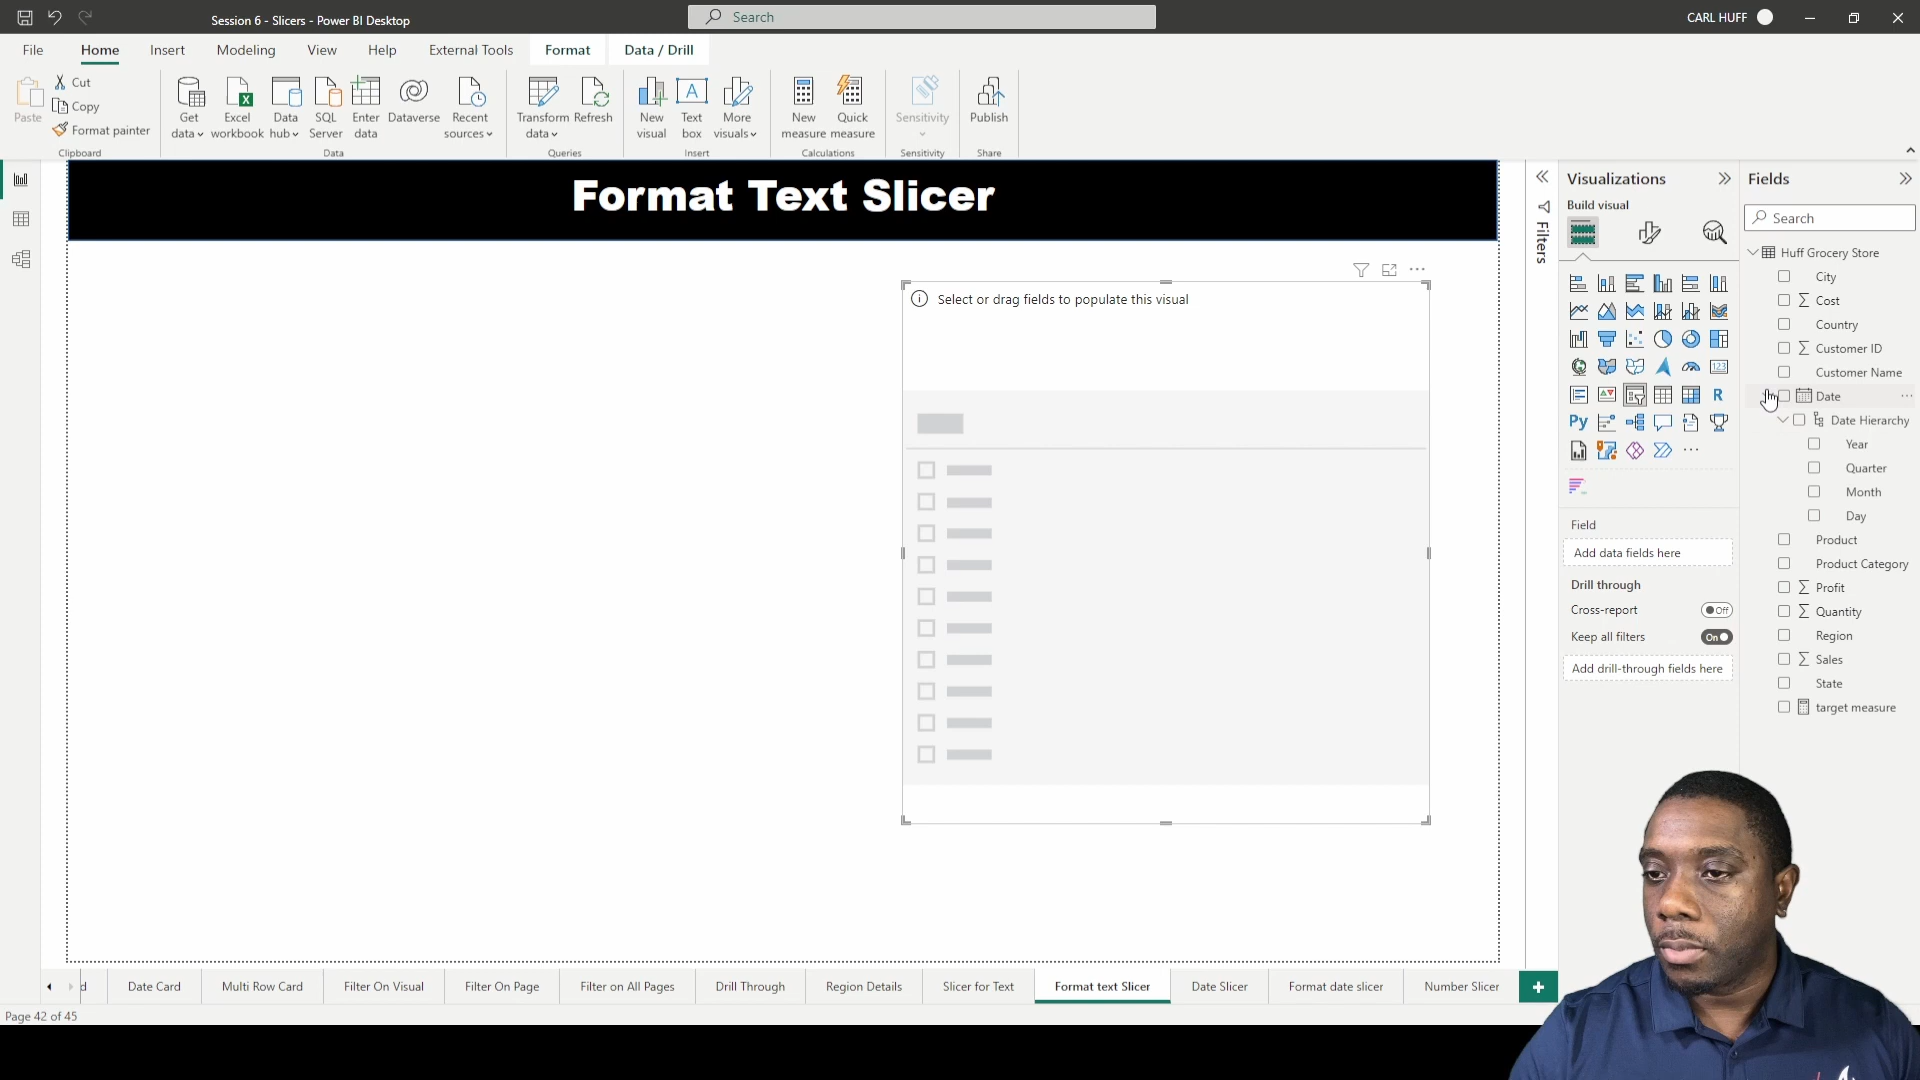 Session 6 - Slicers - Power BI Desktop
Search
CARL HUFF
File
Home
Insert
Modeling
View
Help
External Tools
Format
Data / Drill
Paste
Cut
Copy
Format painter
Clipboard
Get data
Excel workbook
Data hub
SQL Server
Enter data
Dataverse
Recent sources
Data
Transform data
Refresh
Queries
New visual
Text box
More visuals
Insert
New measure
Quick measure
Calculations
Sensitivity
Sensitivity
Publish
Share
Format Text Slicer
Select or drag fields to populate this visual
Filters
Visualizations
Build visual
123
R
Py
Field
Add data fields here
Drill through
Cross-report
Off
Keep all filters
On
Add drill-through fields here
Fields
Search
Huff Grocery Store
City
Cost
Country
Customer ID
Customer Name
Date
Date Hierarchy
Year
Quarter
Month
Day
Product
Product Category
Profit
Quantity
Region
Sales
State
target measure
d
Date Card
Multi Row Card
Filter On Visual
Filter On Page
Filter on All Pages
Drill Through
Region Details
Slicer for Text
Format text Slicer
Date Slicer
Format date slicer
Number Slicer
Page 42 of 45